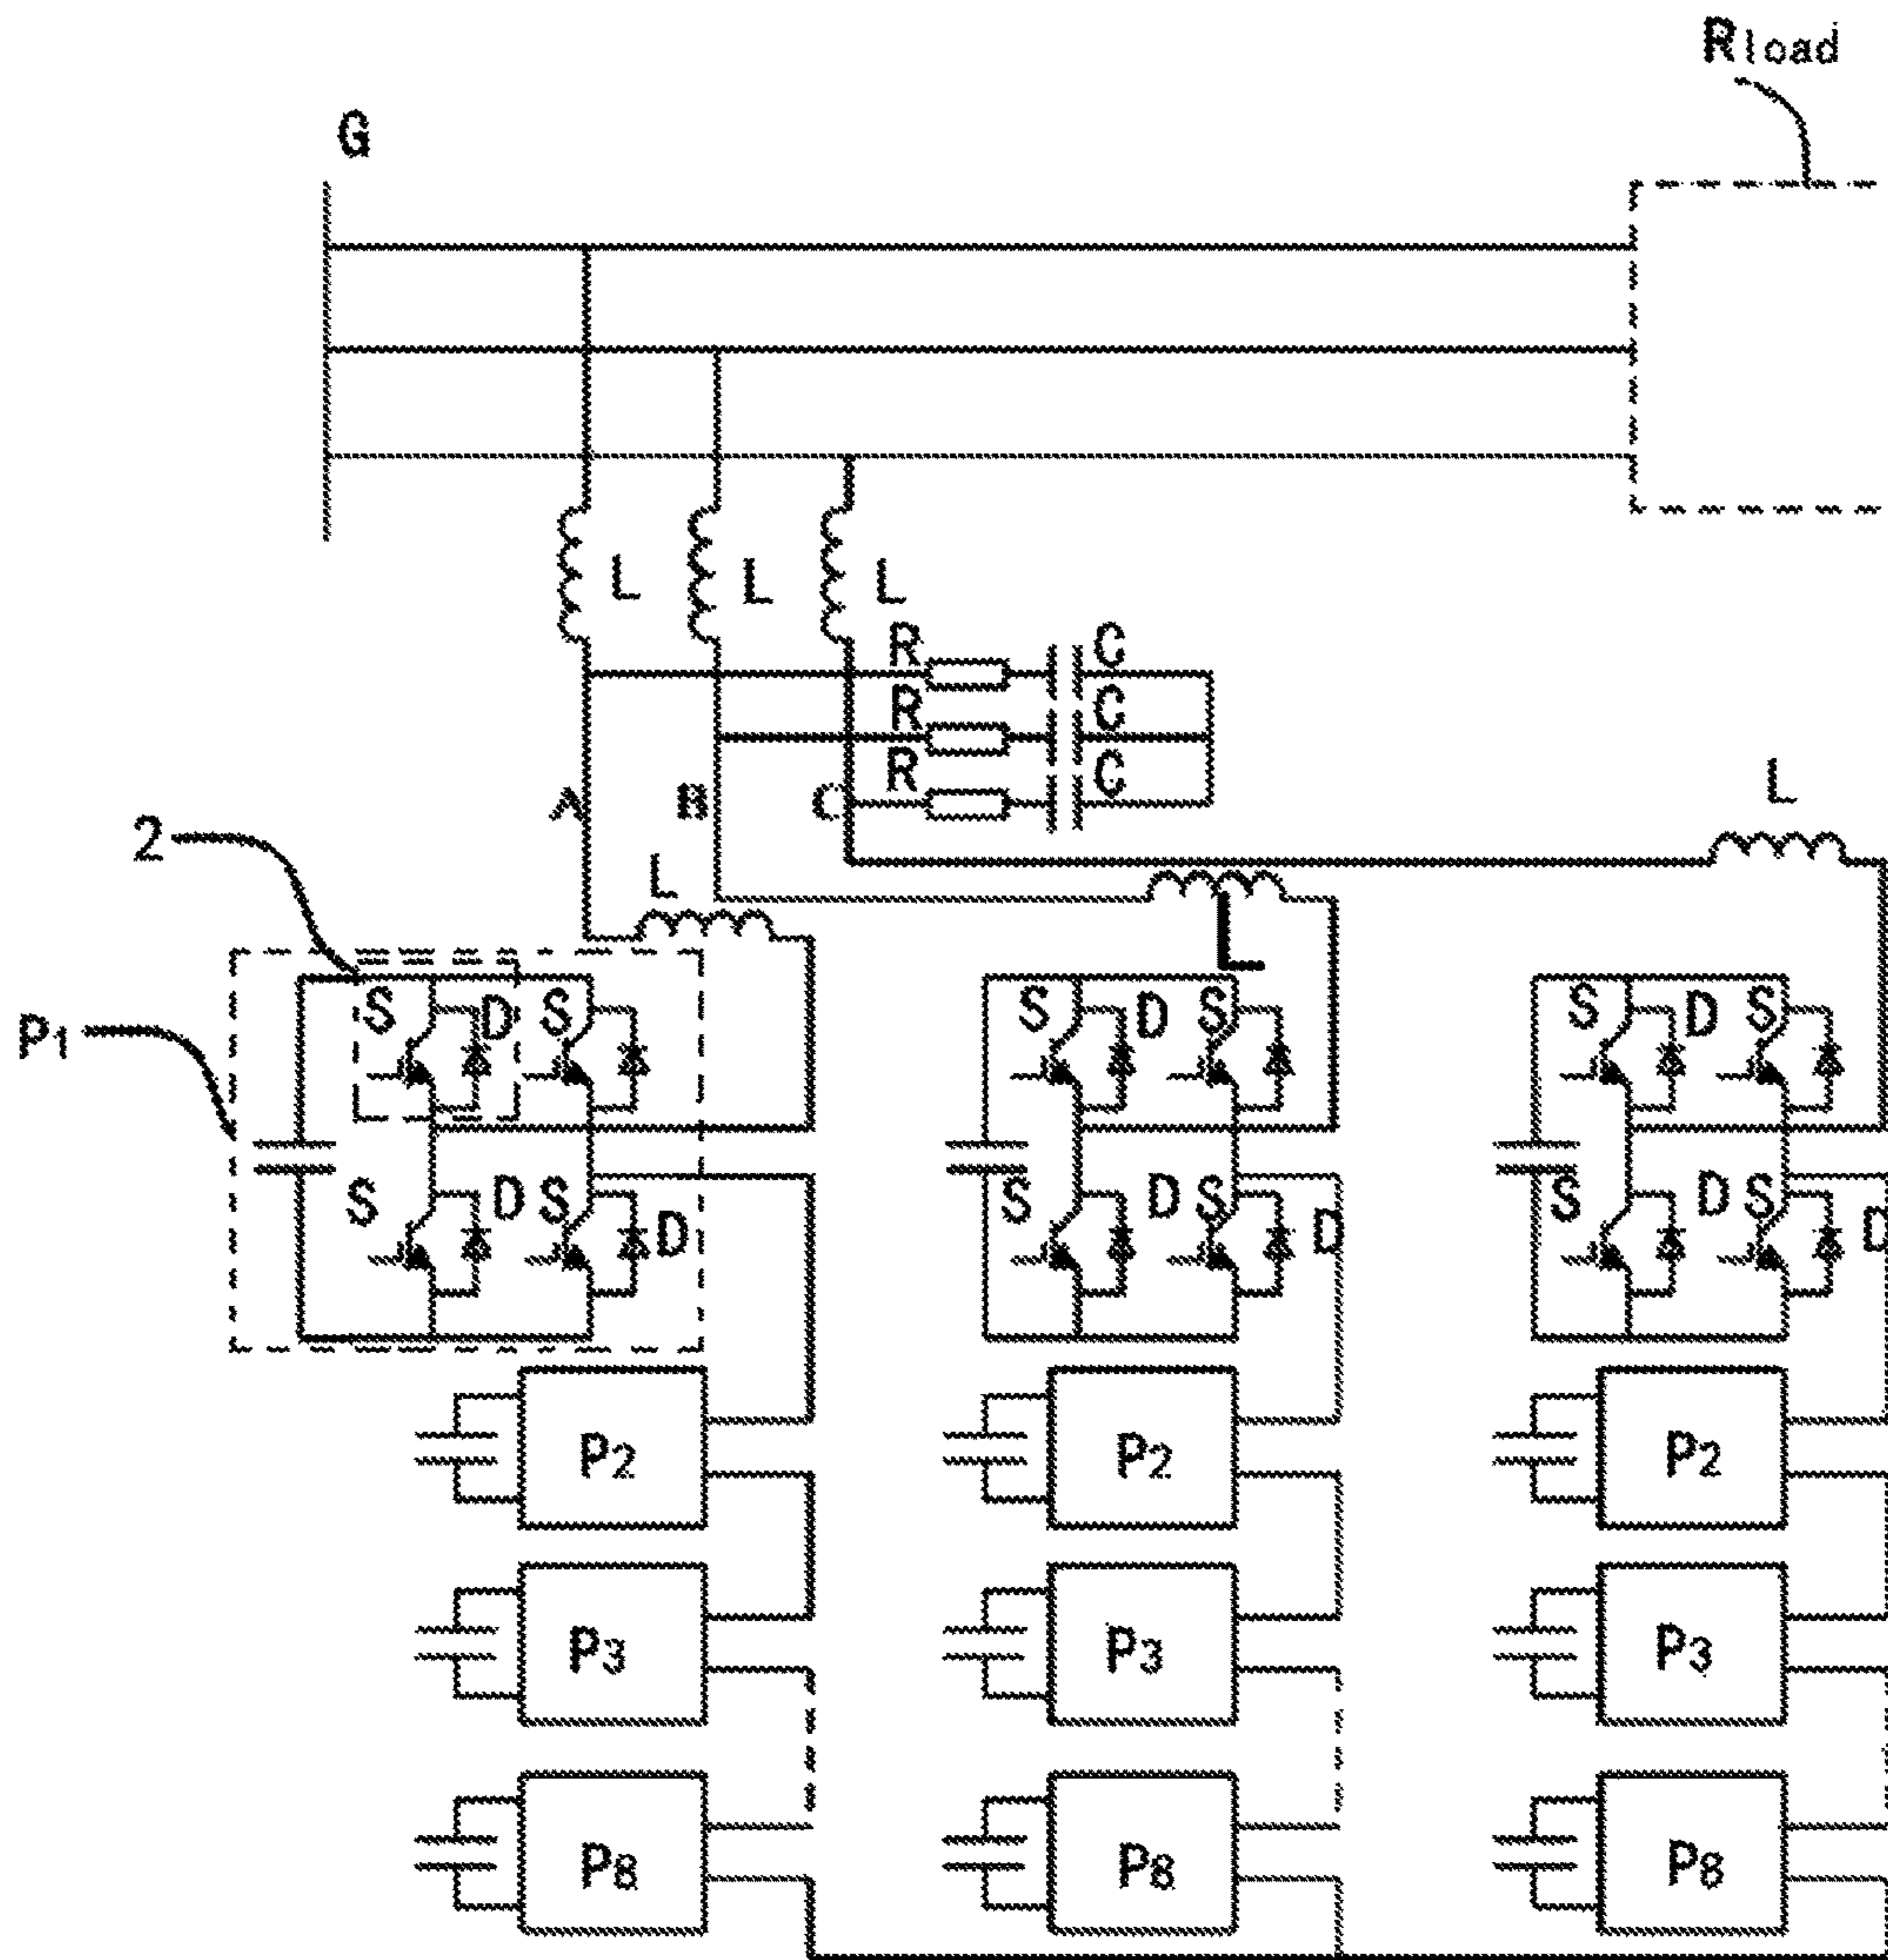 Rload
G
L L L
R C
R C
R C
A B C
L
2
L
L
S D S S D S S D S
P1
S D S D S D S D S D S D
P2 P2 P2
P3 P3 P3
P8 P8 P8